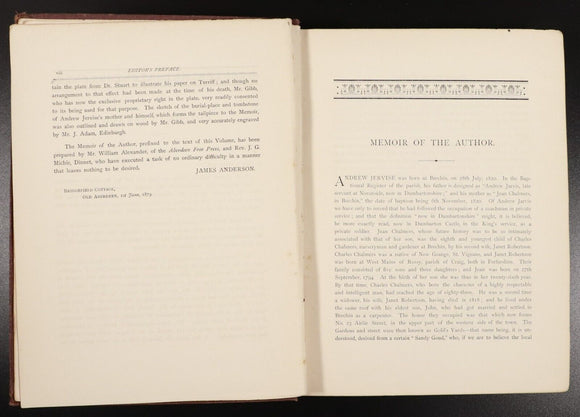 viii
EDITOR'S PREFACE.
tain the plate from Dr. Stuart to illustrate his paper on Turriff; and though no
arrangement to that effect had been made at the time of his death, Mr. Gibb,
who has now the exclusive proprietary right in the plate, very readily consented
to its being used for that purpose. The sketch of the burial-place and tombstone
of Andrew Jervise's mother and himself, which forms the tailpiece to the Memoir,
was also outlined and drawn on wood by Mr. Gibb, and very accurately engraved
by Mr. J. Adam, Edinburgh.
The Memoir of the Author, prefixed to the text of this Volume, has been
prepared by Mr. William Alexander, of the Aberdeen Free Press, and Rev. J. G.
Michie, Dinnet, who have executed a task of no ordinary difficulty in a manner
that leaves nothing to be desired.
JAMES ANDERSON.
COTTAGE,
OLD ABERDEEN, 1st June, 1879.
MEMOIR OF THE AUTHOR.
ANDREW JERVISE was born at Brechin, on 28th July, 1820. In the Bap-
tismal Register of the parish, his father is designed as "Andrew Jarvis, late
servant at Noranside, now in Dumbartonshire;" and his mother as "Jean Chalmers,
in Brechin," the date of baptism being 6th November, 1820. Of Andrew Jarvis
we have only to record that he had followed the occupation of a coachman in private
service; and that the definition "now in Dumbartonshire" might, it is believed,
be more exactly read, now in Dumbarton Castle, in the King's service, as a
private soldier. Jean Chalmers, whose future history was to be so intimately
associated with that of her son, was the eighth and youngest child of Charles
Chalmers, nurseryman and gardener at Brechin, by his second wife, Janet Robertson.
Charles Chalmers was a native of New Grange, St. Vigeans, and Janet Robertson
was born at West Mains of Rossy, parish of Craig, both in Forfarshire. Their
family consisted of five sons and three daughters; and Jean was born on 27th
September, 1794. At the birth of her son she was thus in her twenty-sixth year.
By that time, Charles Chalmers, who bore the character of a highly respectable
and intelligent man, had reached the age of eighty-three. He was a second time
a widower, his wife, Janet Robertson, having died in 1818; and he lived under
the same roof with his eldest son, John, who had got married and settled in
Brechin as a carpenter. The house they occupied was that which now forms
No. 23 Airlie Street, in the upper part of the western side of the town. The
Gardens and street were then known as Gold's Yards—that name being, it is un-
derstood, derived from a certain "Sandy Goud," who, if we are to believe the local